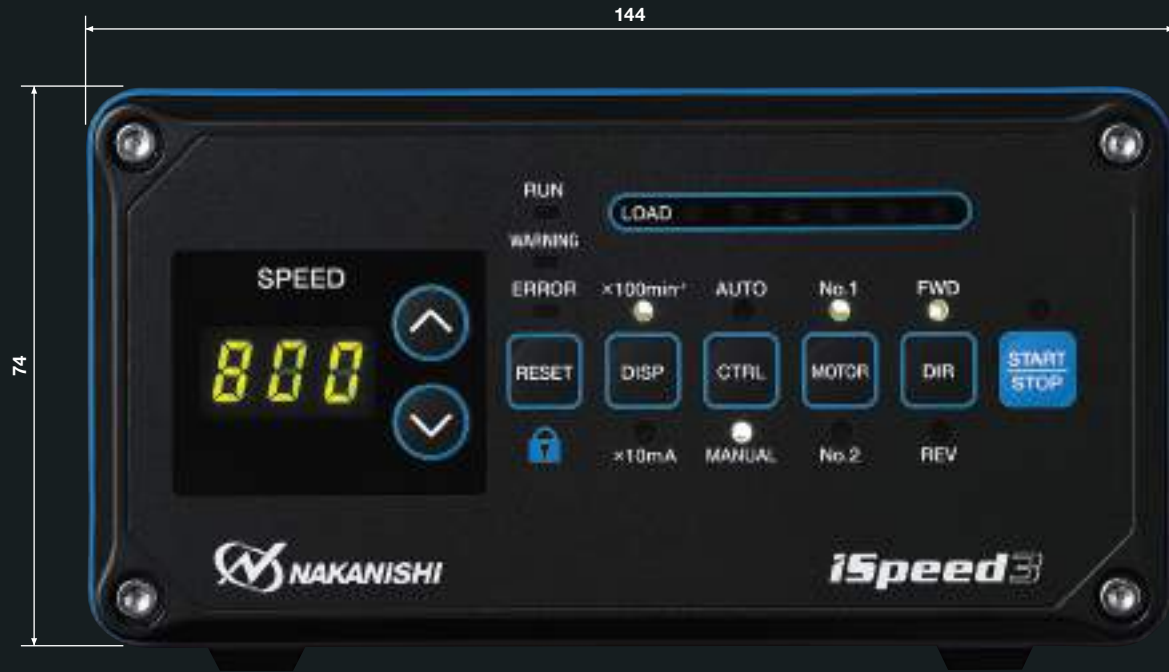 144
74
RUN
LOAD
WARNING
SPEED
ERROR ×100min⁻¹ AUTO No.1 FWD
800
RESET DISP CTRL MOTOR DIR START
STOP
×10mA MANUAL No.2 REV
NAKANISHI
iSpeed3